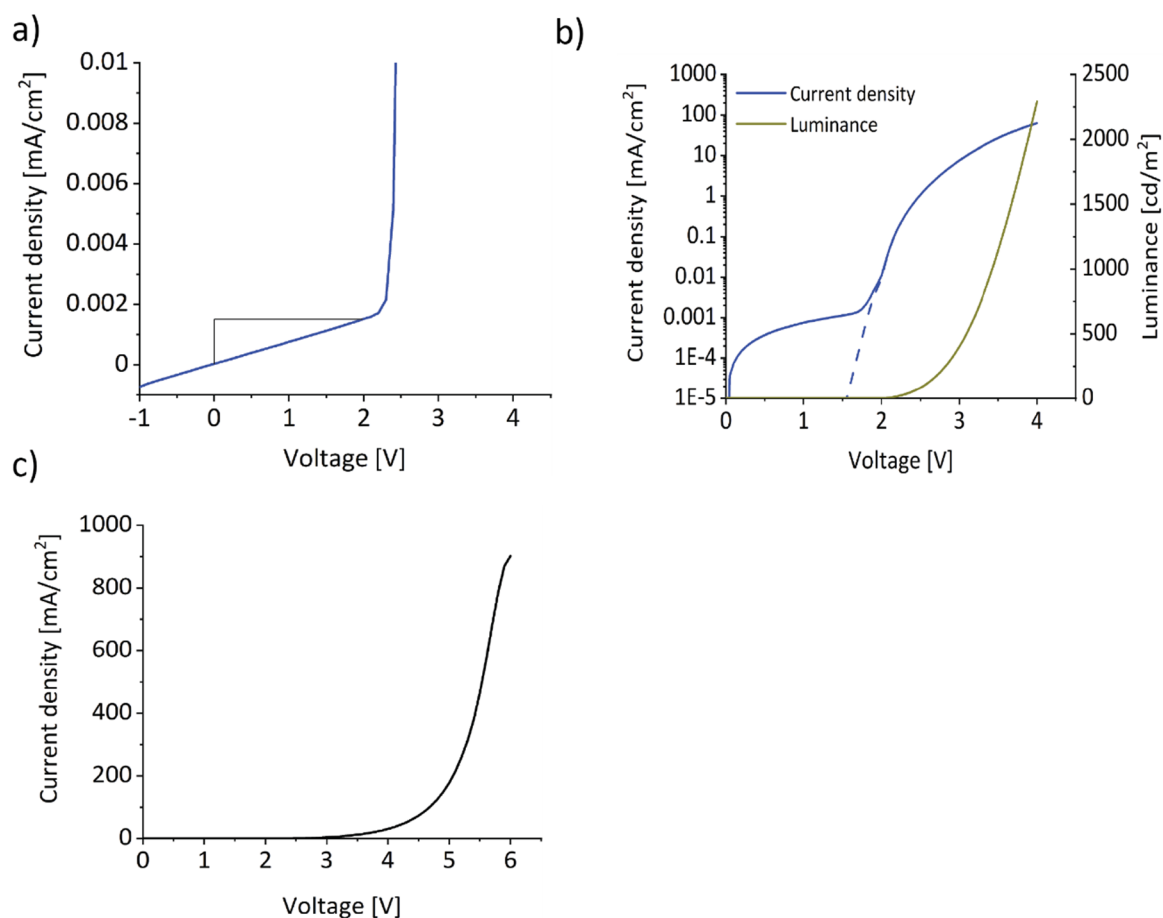 a)
Current density [mA/cm²]
0.01
0.008
0.006
0.004
0.002
0
-1 0 1 2 3 4
Voltage [V]
b)
Current density [mA/cm²]
1000
100
10
1
0.1
0.01
0.001
1E-4
1E-5
Current density
Luminance
2500
2000
1500
1000
500
0
Luminance [cd/m²]
0 1 2 3 4
Voltage [V]
c)
Current density [mA/cm²]
1000
800
600
400
200
0
0 1 2 3 4 5 6
Voltage [V]